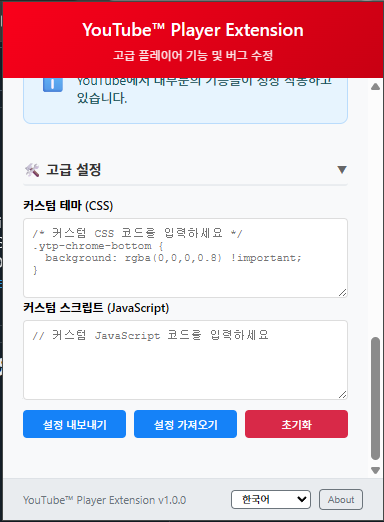 YouTube™ Player Extension
고급 플레이어 기능 및 버그 수정
YouTube에서 대부분의 기능들이 정상 작동하고
있습니다.
🛠️ 고급 설정 ▼
커스텀 테마 (CSS)
/* 커스텀 CSS 코드을 입력하세요 */
.ytp-chrome-bottom {
background: rgba(0,0,0,0.8) !important;
}
커스텀 스크립트 (JavaScript)
// 커스텀 JavaScript 코드을 입력하세요
설정 내보내기 설정 가져오기 초기화
YouTube™ Player Extension v1.0.0 한국어 About